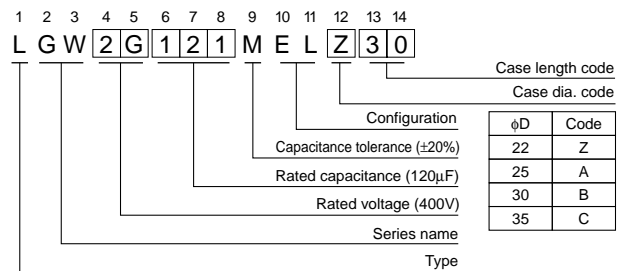 1 2 3 4 5 6 7 8 9 10 11 12 13 14
L G W 2 G 1 2 1 M E L Z 3 0
Case length code
Case dia. code
Configuration
Capacitance tolerance (±20%)
Rated capacitance (120μF)
Rated voltage (400V)
Series name
Type
ϕD Code
22 Z
25 A
30 B
35 C